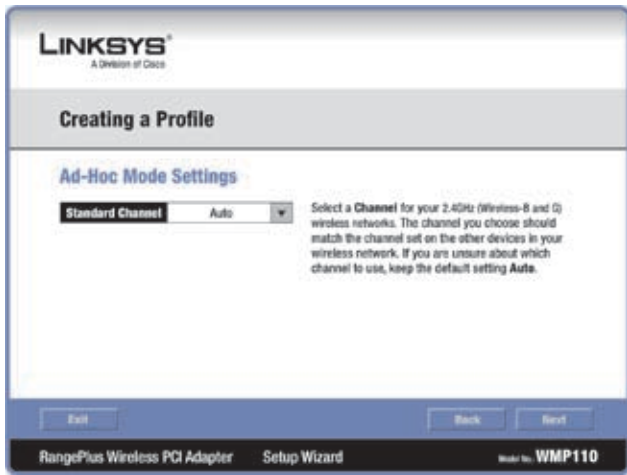 LINKSYS®
A Division of Cisco
Creating a Profile
Ad-Hoc Mode Settings
Standard Channel Auto
Select a Channel for your 2.4GHz (Wireless-B and G)
wireless networks. The channel you choose should
match the channel set on the other devices in your
wireless network. If you are unsure about which
channel to use, keep the default setting Auto.
Exit Back Next
RangePlus Wireless PCI Adapter Setup Wizard Model No. WMP110